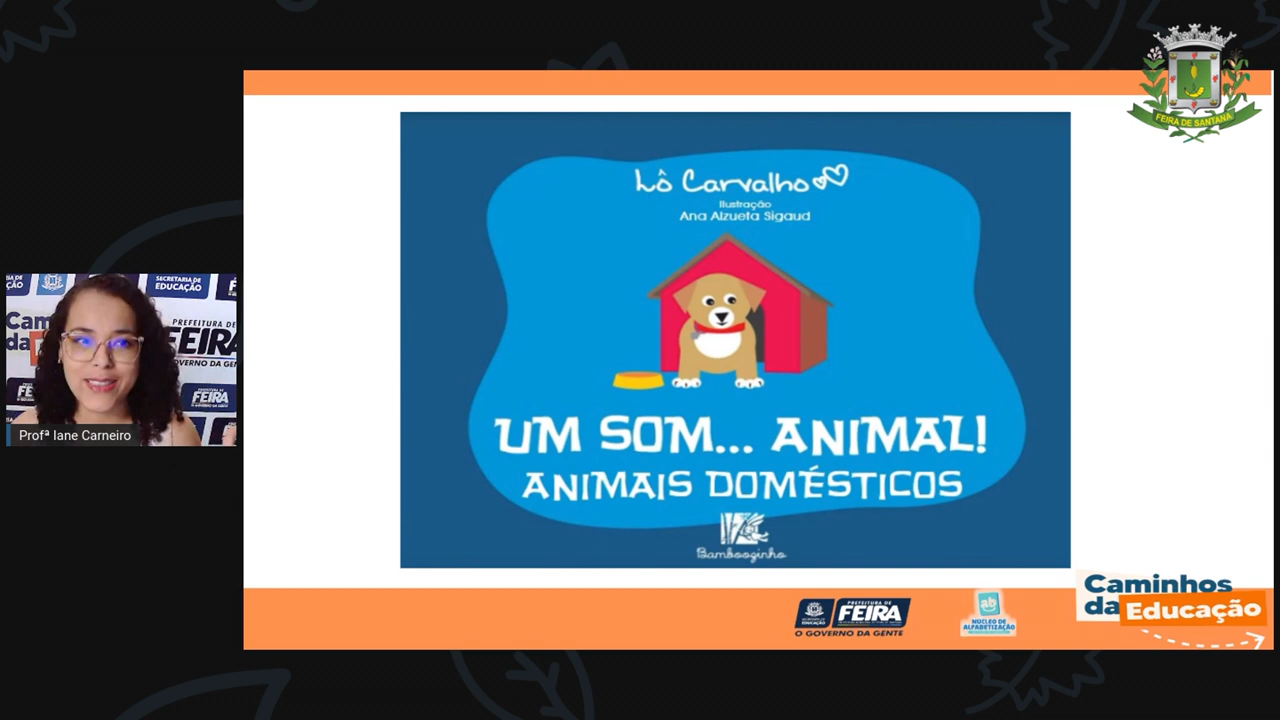 FEIRA DE SANTANA
Lô Carvalho
Ilustração
Ana Alzueta Sigaud
UM SOM... ANIMAL!
ANIMAIS DOMÉSTICOS
Bambooginho
SECRETARIA DE
EDUCAÇÃO
PREFEITURA DE
FEIRA
FEIRA
Profª Iane Carneiro
PREFEITURA DE
FEIRA
O GOVERNO DA GENTE
NÚCLEO DE
ALFABETIZAÇÃO
Caminhos
da Educação